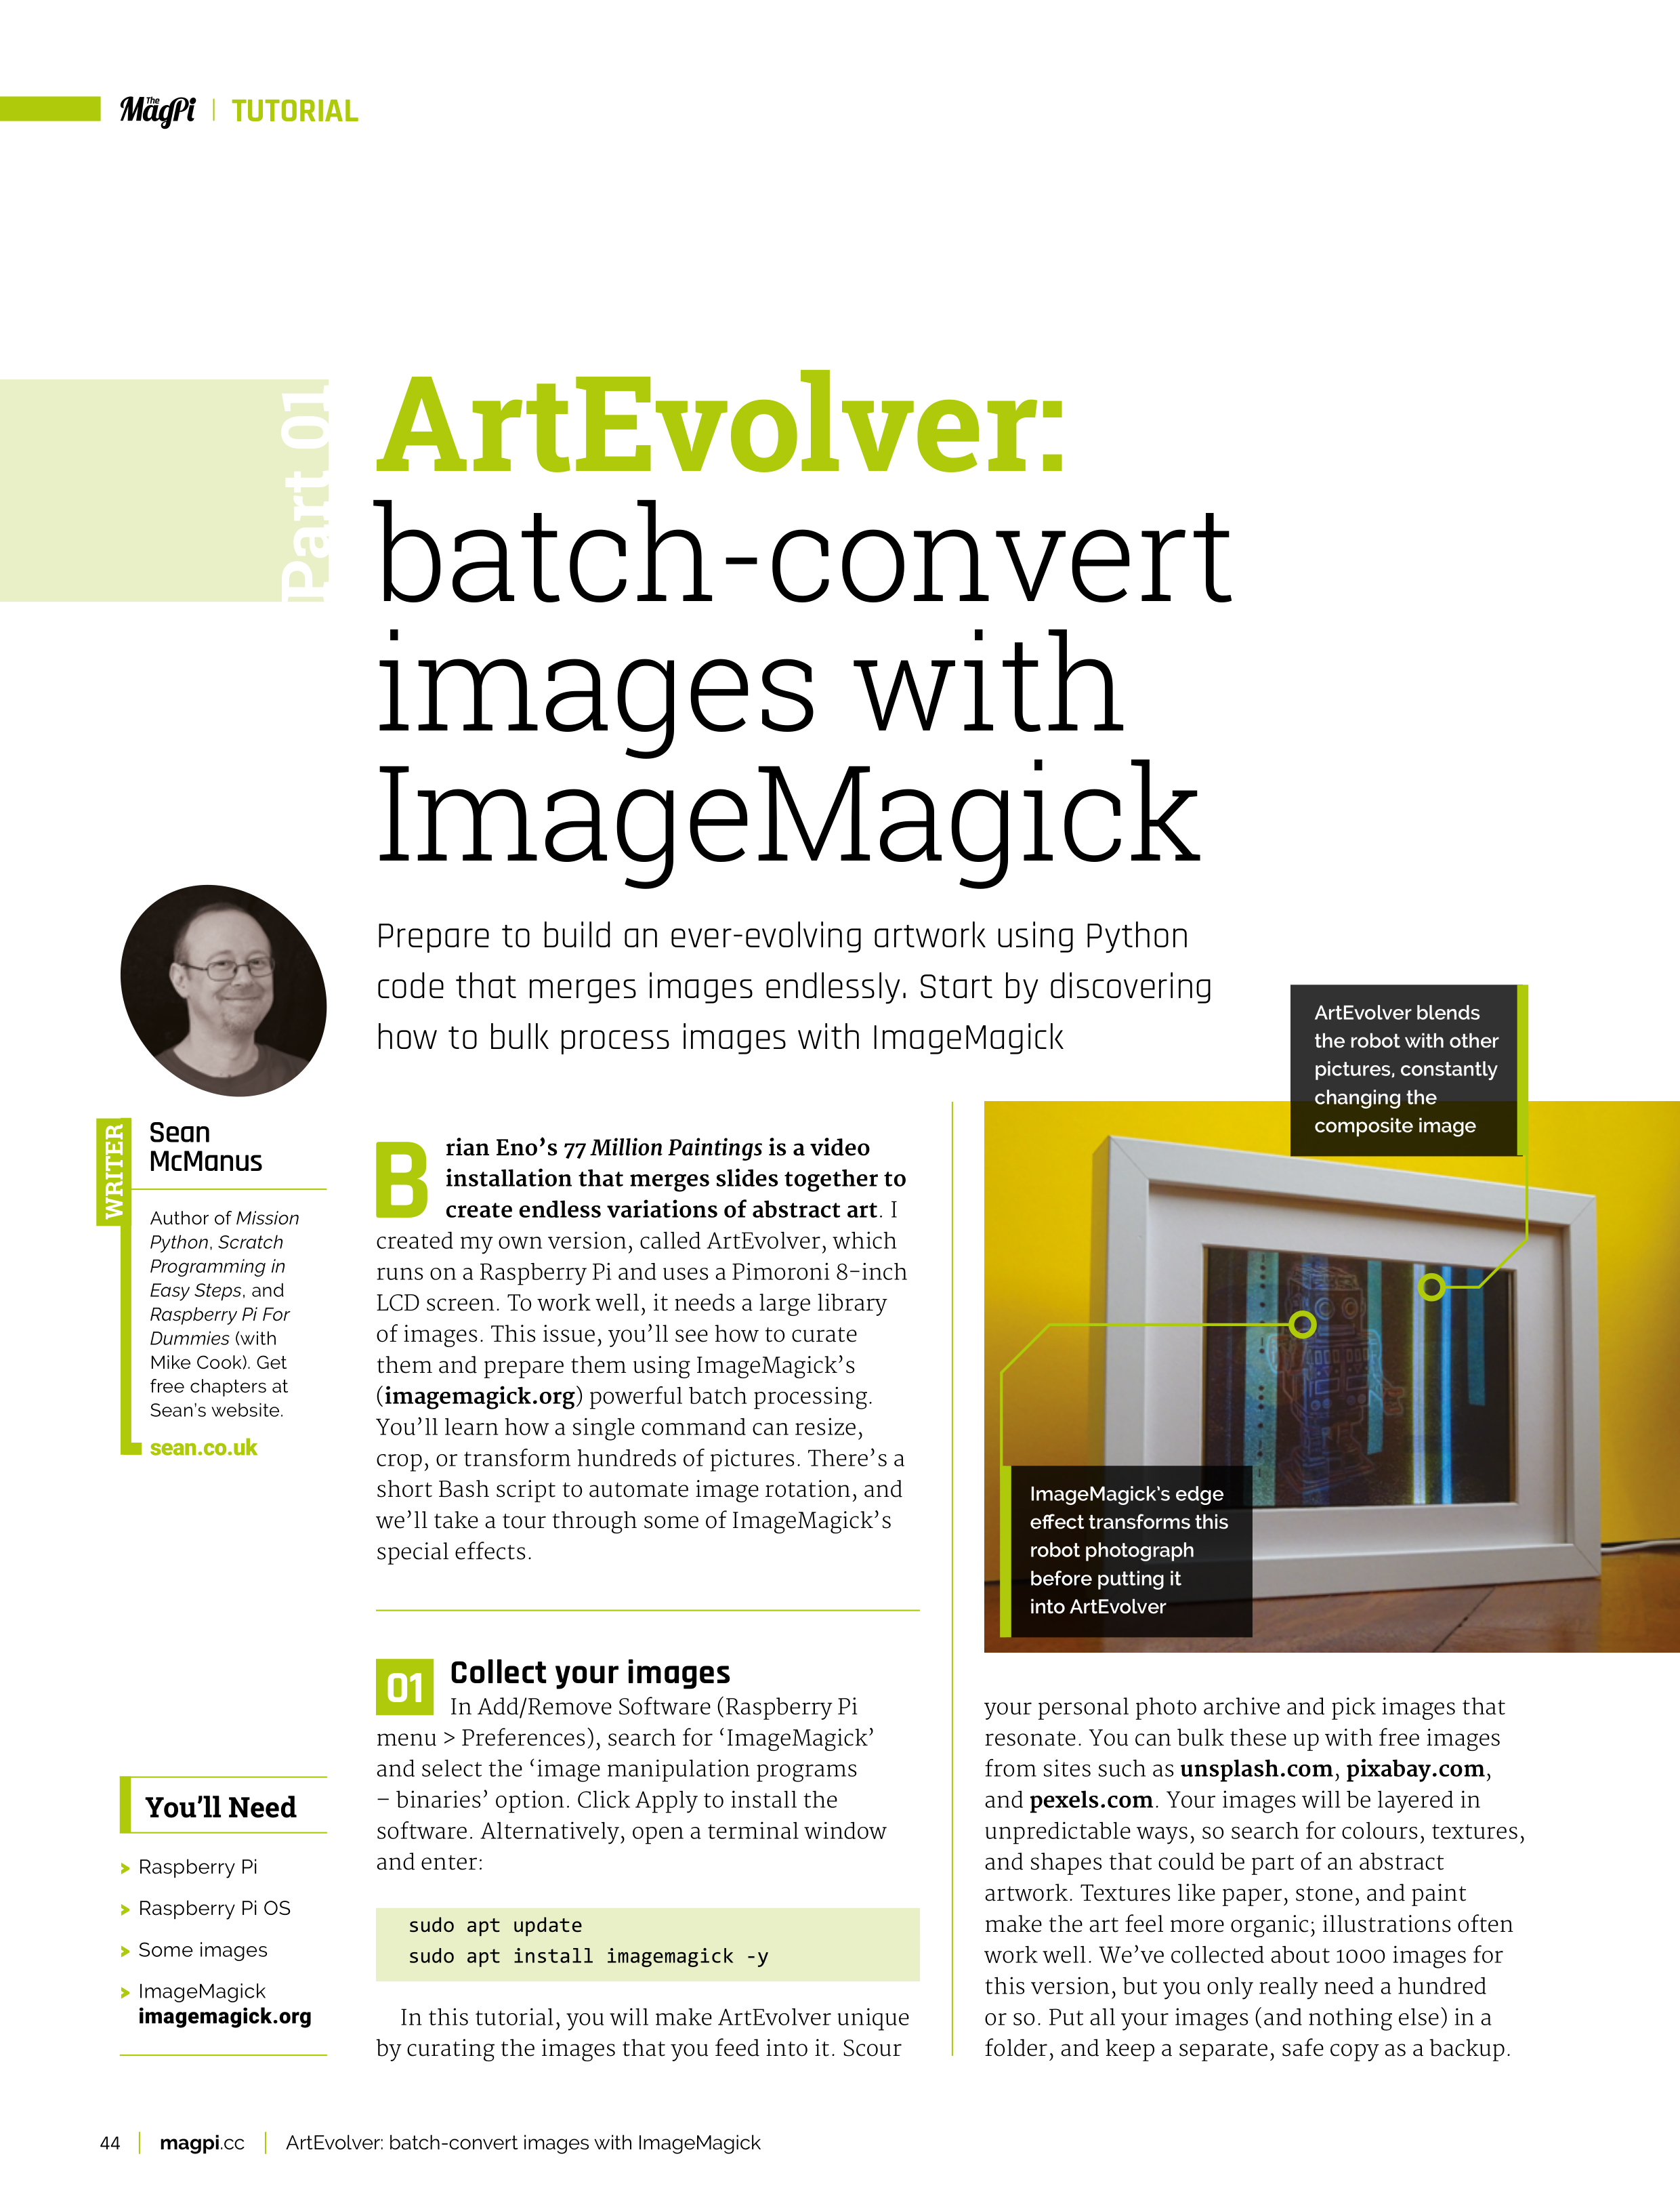 The MagPi
TUTORIAL
Part 01
ArtEvolver:
batch-convert
images with
ImageMagick
Prepare to build an ever-evolving artwork using Python
code that merges images endlessly. Start by discovering
how to bulk process images with ImageMagick
WRITER
Sean
McManus
Author of Mission
Python, Scratch
Programming in
Easy Steps, and
Raspberry Pi For
Dummies (with
Mike Cook). Get
free chapters at
Sean's website.
sean.co.uk
You'll Need
> Raspberry Pi
> Raspberry Pi OS
> Some images
> ImageMagick
imagemagick.org
Brian Eno's 77 Million Paintings is a video
installation that merges slides together to
create endless variations of abstract art. I
created my own version, called ArtEvolver, which
runs on a Raspberry Pi and uses a Pimoroni 8-inch
LCD screen. To work well, it needs a large library
of images. This issue, you'll see how to curate
them and prepare them using ImageMagick's
(imagemagick.org) powerful batch processing.
You'll learn how a single command can resize,
crop, or transform hundreds of pictures. There's a
short Bash script to automate image rotation, and
we'll take a tour through some of ImageMagick's
special effects.
01 Collect your images
In Add/Remove Software (Raspberry Pi
menu > Preferences), search for ‘ImageMagick’
and select the ‘image manipulation programs
– binaries’ option. Click Apply to install the
software. Alternatively, open a terminal window
and enter:
sudo apt update
sudo apt install imagemagick -y
In this tutorial, you will make ArtEvolver unique
by curating the images that you feed into it. Scour
ArtEvolver blends
the robot with other
pictures, constantly
changing the
composite image
ImageMagick's edge
effect transforms this
robot photograph
before putting it
into ArtEvolver
your personal photo archive and pick images that
resonate. You can bulk these up with free images
from sites such as unsplash.com, pixabay.com,
and pexels.com. Your images will be layered in
unpredictable ways, so search for colours, textures,
and shapes that could be part of an abstract
artwork. Textures like paper, stone, and paint
make the art feel more organic; illustrations often
work well. We've collected about 1000 images for
this version, but you only really need a hundred
or so. Put all your images (and nothing else) in a
folder, and keep a separate, safe copy as a backup.
44
magpi.cc
ArtEvolver: batch-convert images with ImageMagick